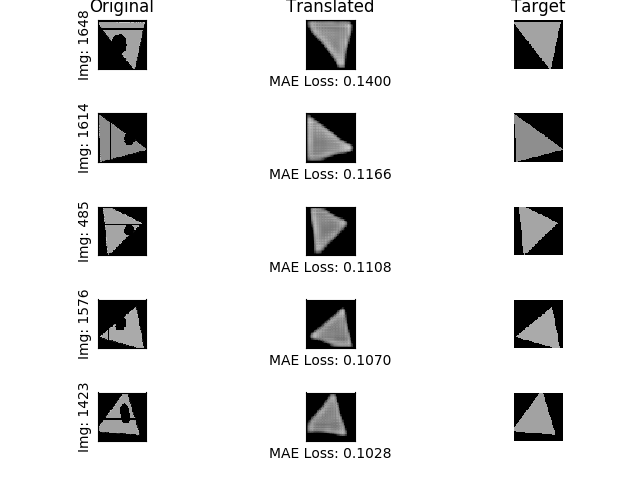 Original Translated Target
Img: 1648
MAE Loss: 0.1400
Img: 1614
MAE Loss: 0.1166
Img: 485
MAE Loss: 0.1108
Img: 1576
MAE Loss: 0.1070
Img: 1423
MAE Loss: 0.1028